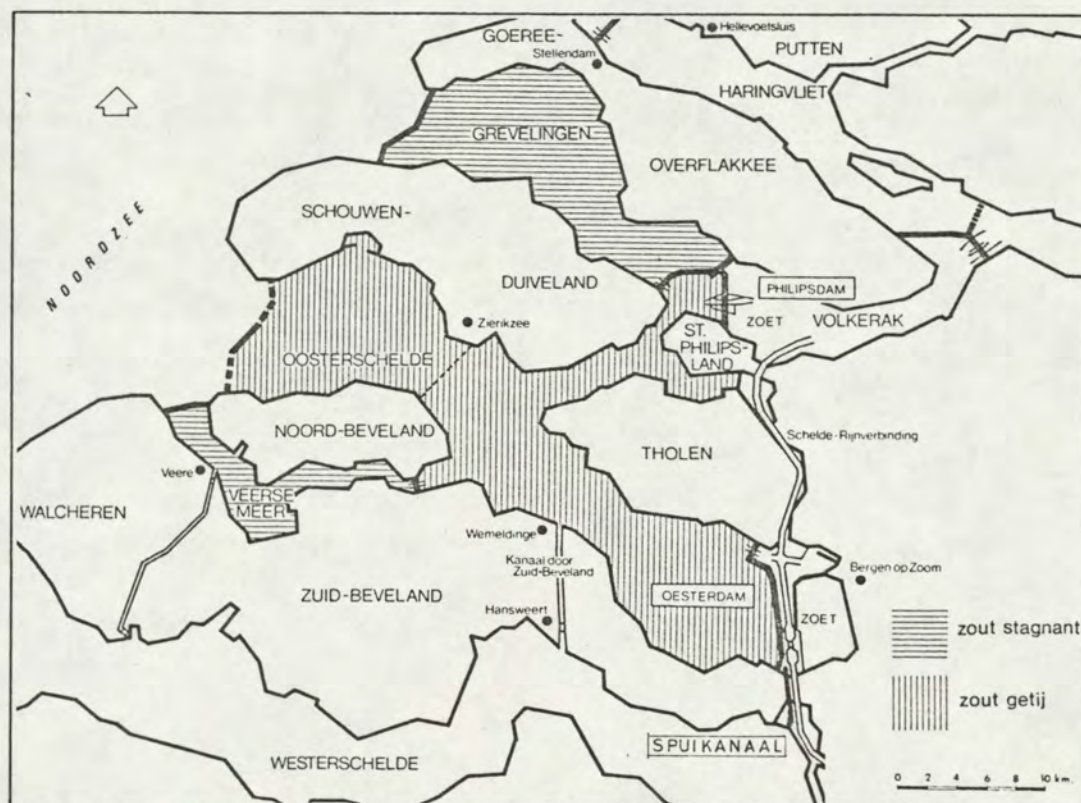 GOEREE-
Hellevoetsluis
PUTTEN
Stellendam
HARINGVLIET
GREVELINGEN
OVERFLAKKEE
NOORDZEE
SCHOUWEN-
DUIVELAND
PHILIPSDAM
ZOET
VOLKERAK
Zierikzee
ST.
PHILIPS-
LAND
OOSTERSCHELDE
NOORD-BEVELAND
Schelde-Rijnverbinding
THOLEN
Veere
VEERSE
MEER
WALCHEREN
Wemeldinge
Kanaal door
Zuid-Beveland
Bergen op Zoom
ZUID-BEVELAND
OESTERDAM
Hansweert
ZOET
zout stagnant
zout getij
SPUIKANAAL
WESTERSCHELDE
0 2 4 6 8 10 km.